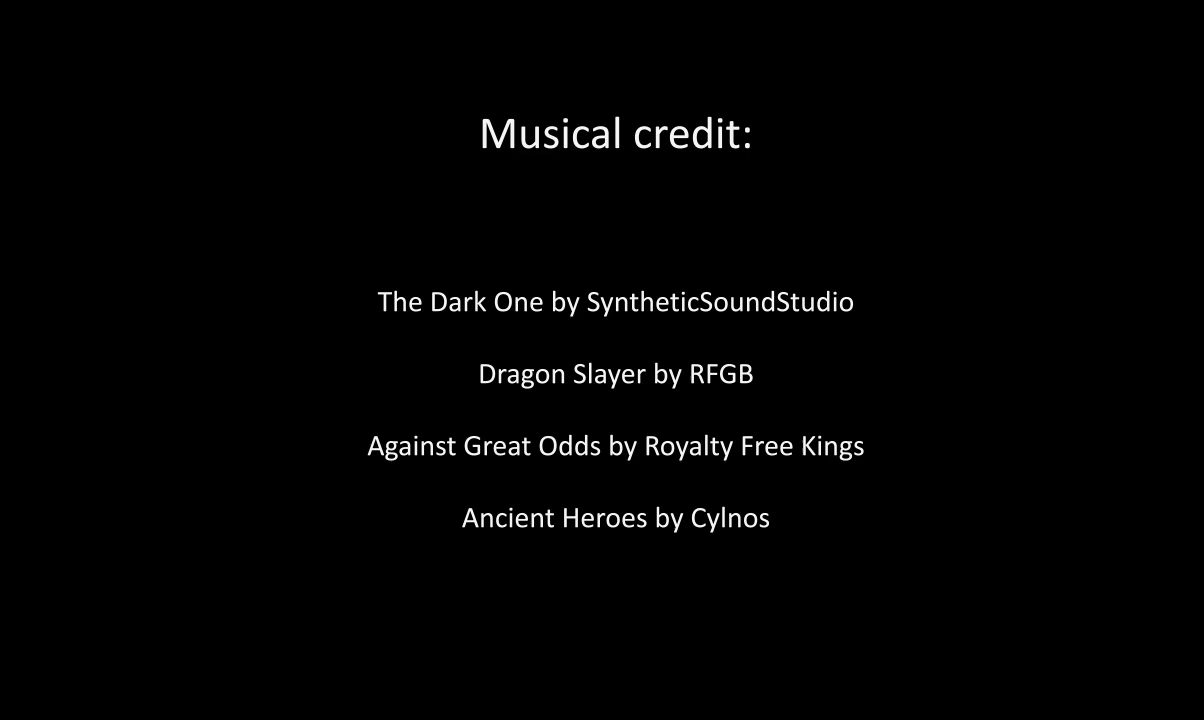 Musical credit:
The Dark One by SyntheticSoundStudio
Dragon Slayer by RFGB
Against Great Odds by Royalty Free Kings
Ancient Heroes by Cylnos